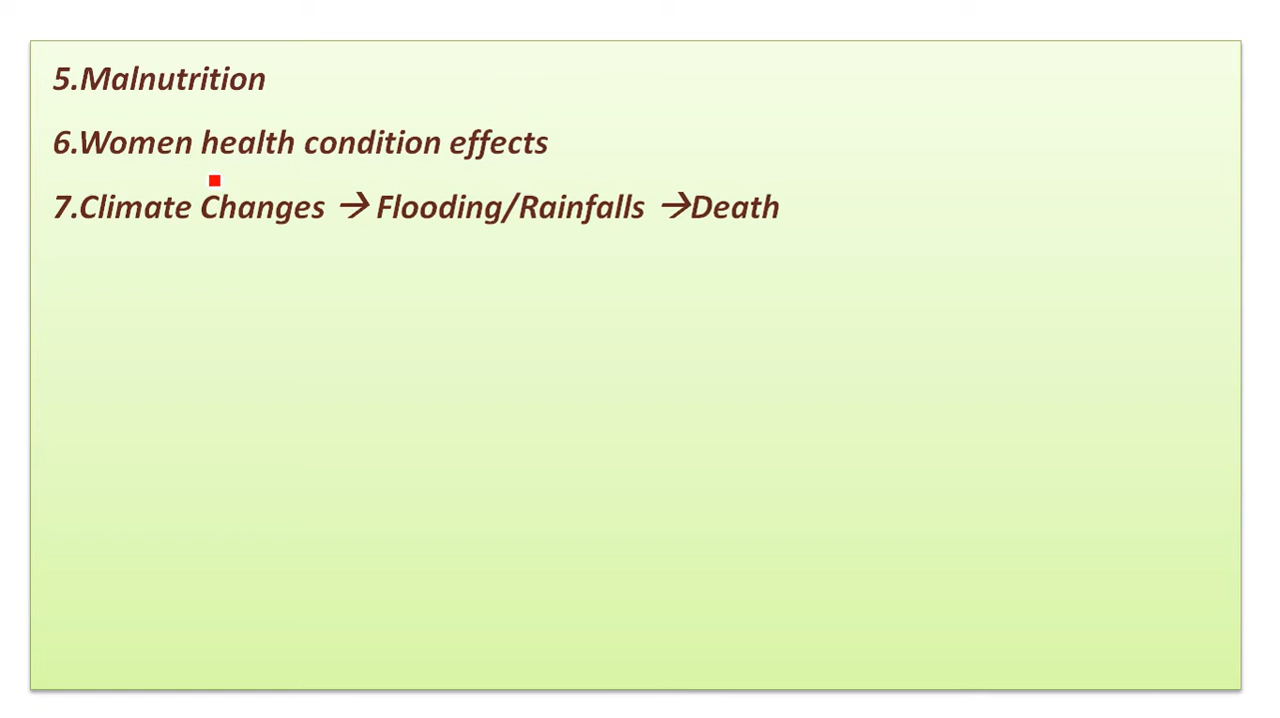 5.Malnutrition
6.Women health condition effects
7.Climate Changes → Flooding/Rainfalls →Death